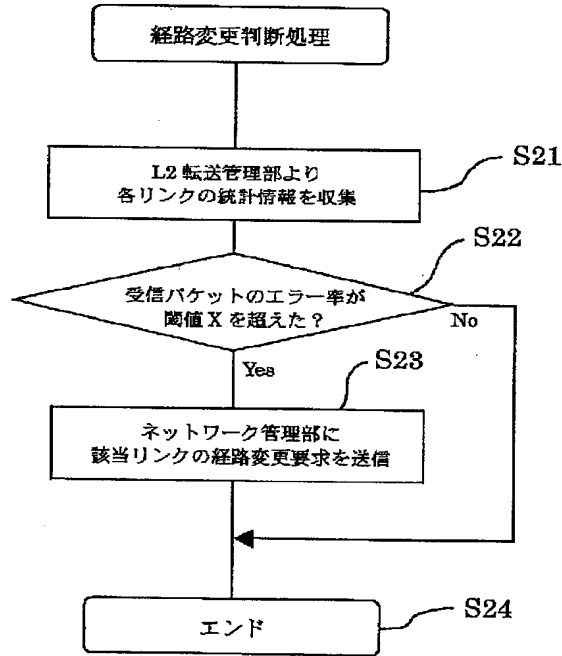 経路変更判断処理
L2 転送管理部より
各リンクの統計情報を収集
S21
S22
受信パケットのエラー率が
閾値 X を超えた？
No
Yes
S23
ネットワーク管理部に
該当リンクの経路変更要求を送信
エンド
S24